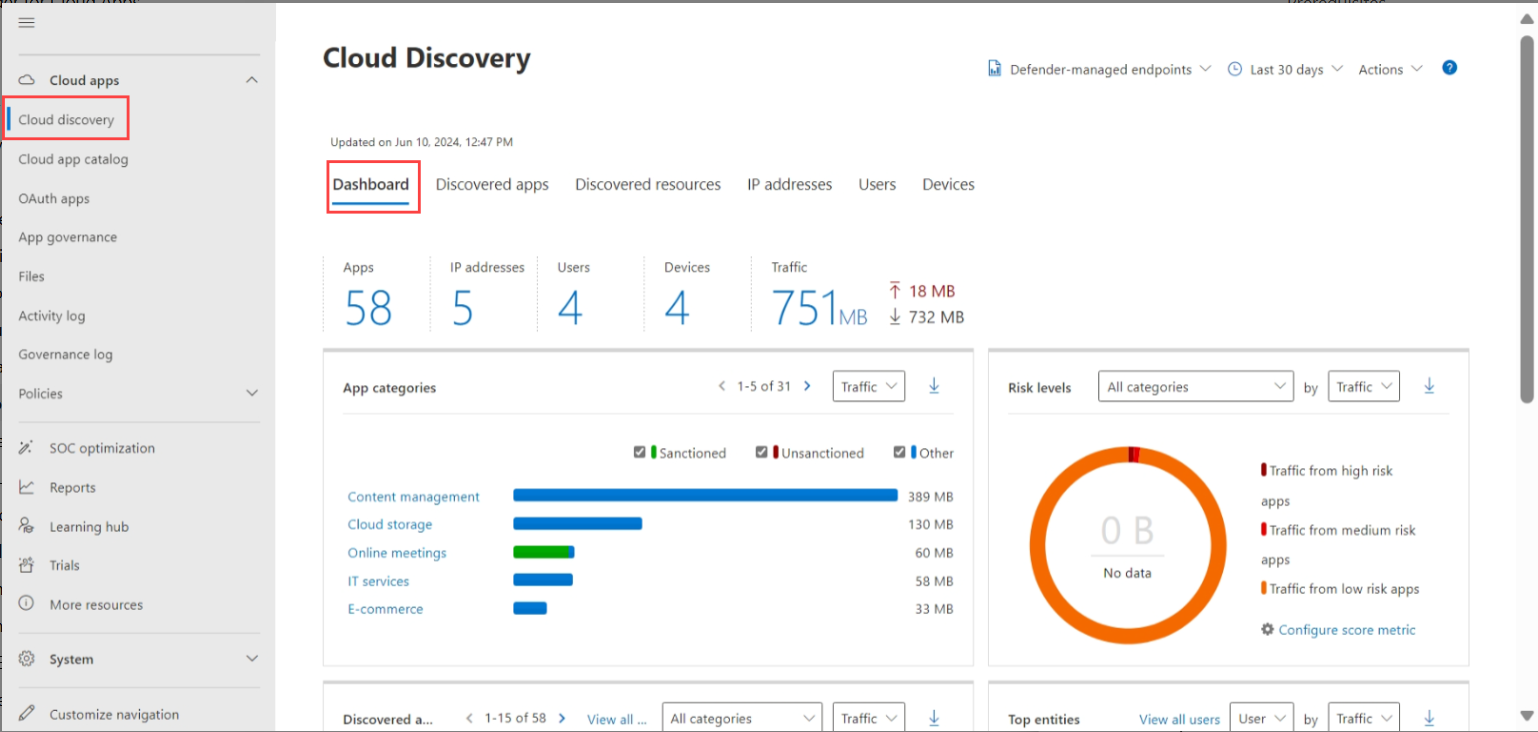 Cloud apps
Cloud discovery
Cloud app catalog
OAuth apps
App governance
Files
Activity log
Governance log
Policies
SOC optimization
Reports
Learning hub
Trials
More resources
System
Customize navigation
Cloud Discovery
Defender-managed endpoints
Last 30 days
Actions
?
Updated on Jun 10, 2024, 12:47 PM
Dashboard Discovered apps Discovered resources IP addresses Users Devices
Apps IP addresses Users Devices Traffic
58 5 4 4 751 MB
18 MB
732 MB
App categories 1-5 of 31 Traffic
Sanctioned Unsanctioned Other
Content management 389 MB
Cloud storage 130 MB
Online meetings 60 MB
IT services 58 MB
E-commerce 33 MB
Risk levels All categories by Traffic
0 B
No data
Traffic from high risk
apps
Traffic from medium risk
apps
Traffic from low risk apps
Configure score metric
Discovered a... 1-15 of 58 View all ... All categories Traffic
Top entities View all users User by Traffic